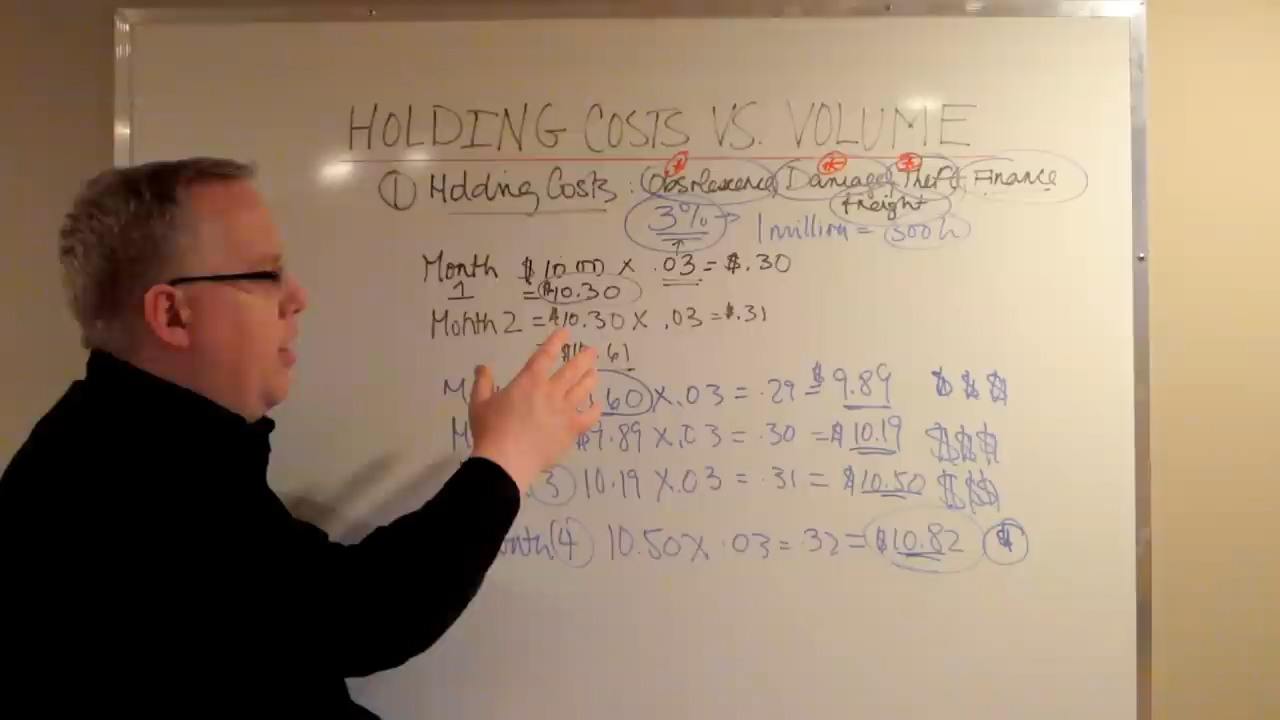 HOLDING COSTS VS. VOLUME
① Holding Costs: Obsolescence Damaged Theft Finance
freight
3% → 1 million = 300k
Month $10.00 x .03 = $.30
1 = $10.30
Month 2 = $10.30 x .03 = $.31
60 x .03 = .29 = $9.89 $ $ $
$9.89 x .03 = .30 = $10.19 $$$
3 10.19 x .03 = .31 = $10.50 $$$
4 10.50 x .03 = .32 = $10.82 $